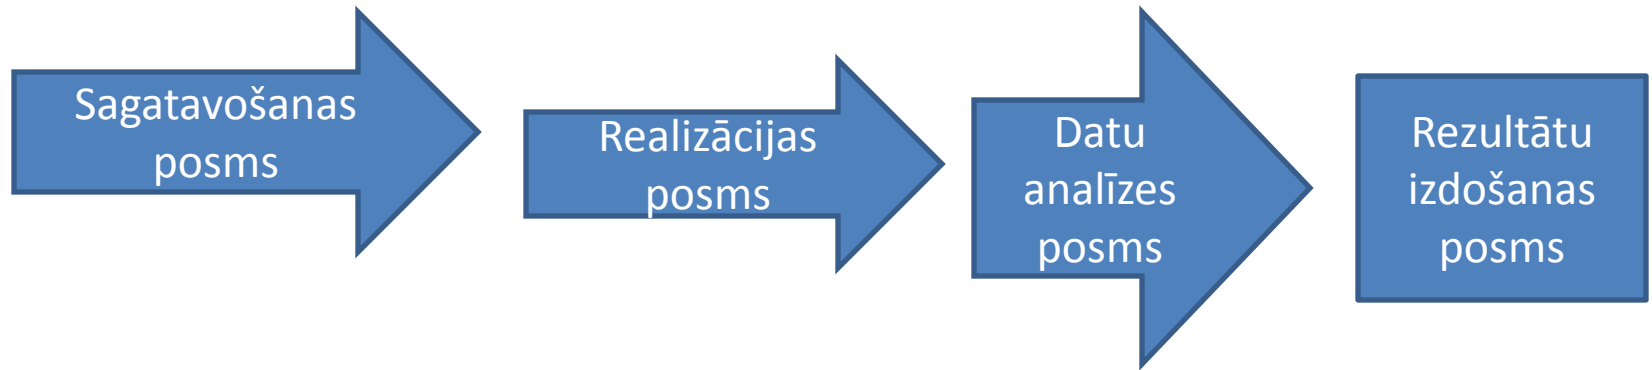 Sagatavošanas
posms
Realizācijas
posms
Datu
analīzes
posms
Rezultātu
izdošanas
posms